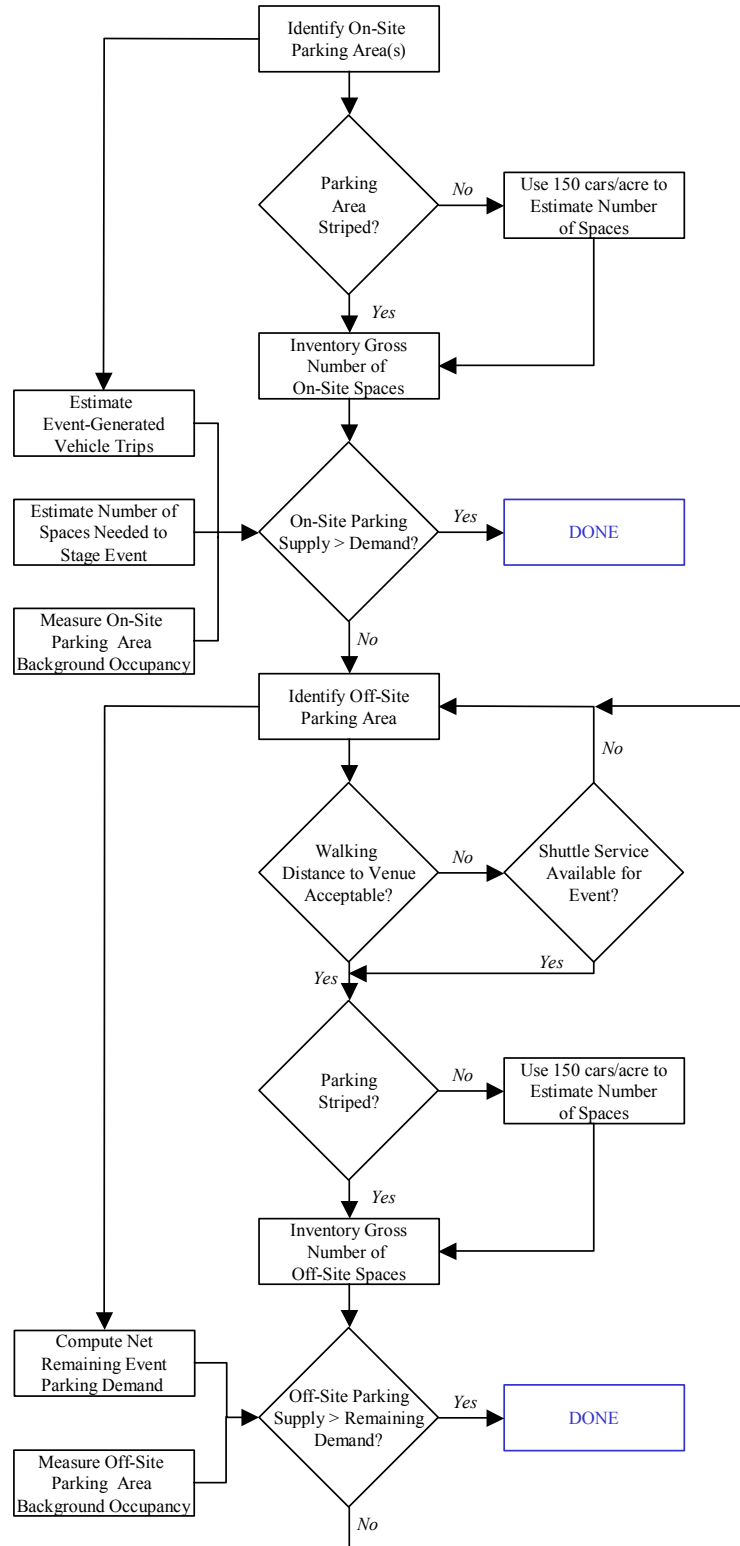 Identify On-Site
Parking Area(s)
Parking
Area
Striped?
No
Use 150 cars/acre to
Estimate Number
of Spaces
Yes
Inventory Gross
Number of
On-Site Spaces
Estimate
Event-Generated
Vehicle Trips
Estimate Number of
Spaces Needed to
Stage Event
Measure On-Site
Parking Area
Background Occupancy
On-Site Parking
Supply > Demand?
Yes
DONE
No
Identify Off-Site
Parking Area
No
Walking
Distance to Venue
Acceptable?
No
Shuttle Service
Available for
Event?
Yes
Yes
Parking
Striped?
No
Use 150 cars/acre to
Estimate Number
of Spaces
Yes
Inventory Gross
Number of
Off-Site Spaces
Compute Net
Remaining Event
Parking Demand
Measure Off-Site
Parking Area
Background Occupancy
Off-Site Parking
Supply > Remaining
Demand?
Yes
DONE
No